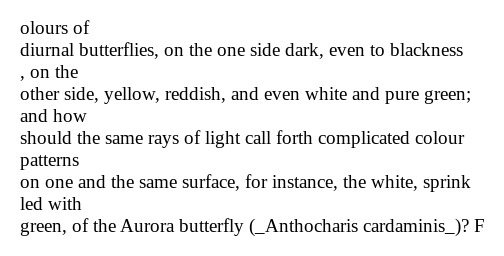 olours of
diurnal butterflies, on the one side dark, even to blackness
, on the
other side, yellow, reddish, and even white and pure green;
and how
should the same rays of light call forth complicated colour
patterns
on one and the same surface, for instance, the white, sprink
led with
green, of the Aurora butterfly (_Anthocharis cardaminis_)? F